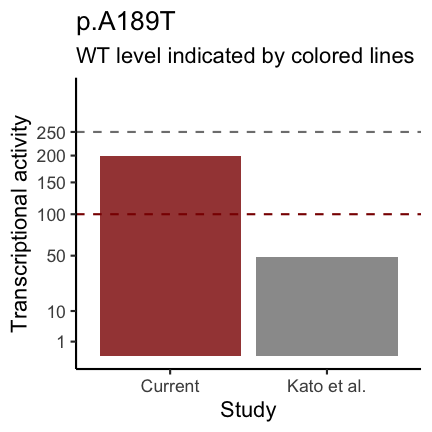 p.A189T
WT level indicated by colored lines
Transcriptional activity
250
200
150
100
50
10
1
Current
Kato et al.
Study